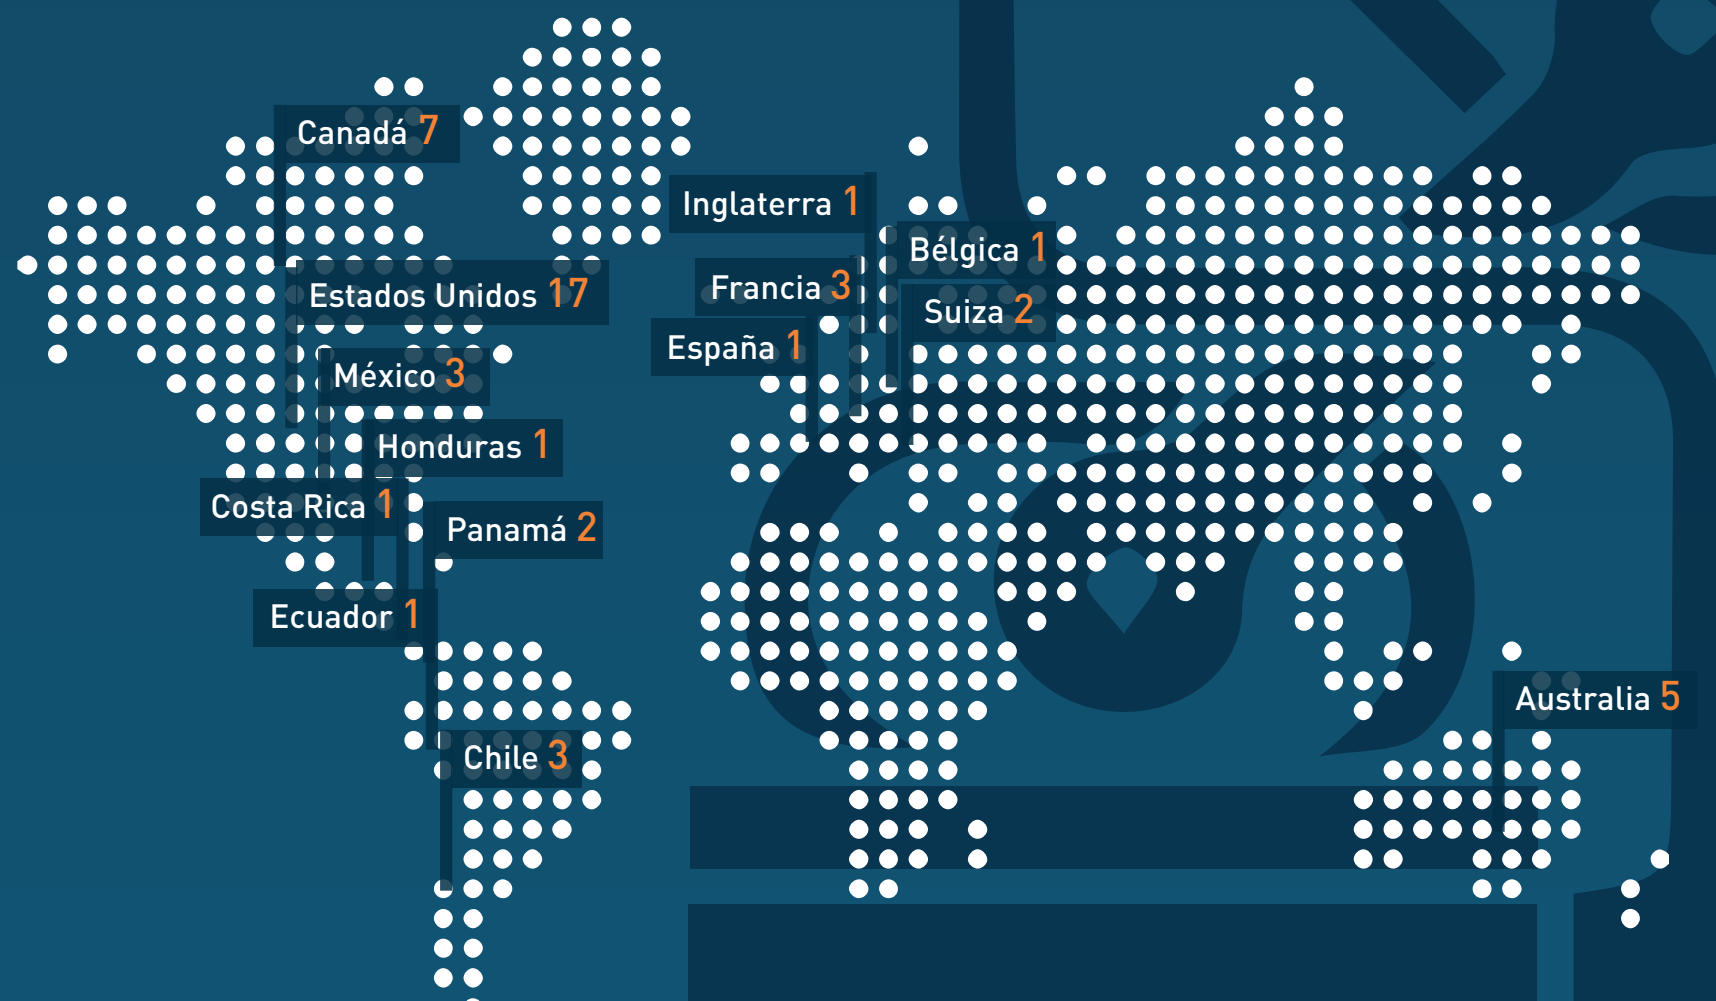 Canadá 7
Inglaterra 1
Bélgica 1
Francia 3
Estados Unidos 17
Suiza 2
España 1
México 3
Honduras 1
Costa Rica 1
Panamá 2
Ecuador 1
Australia 5
Chile 3